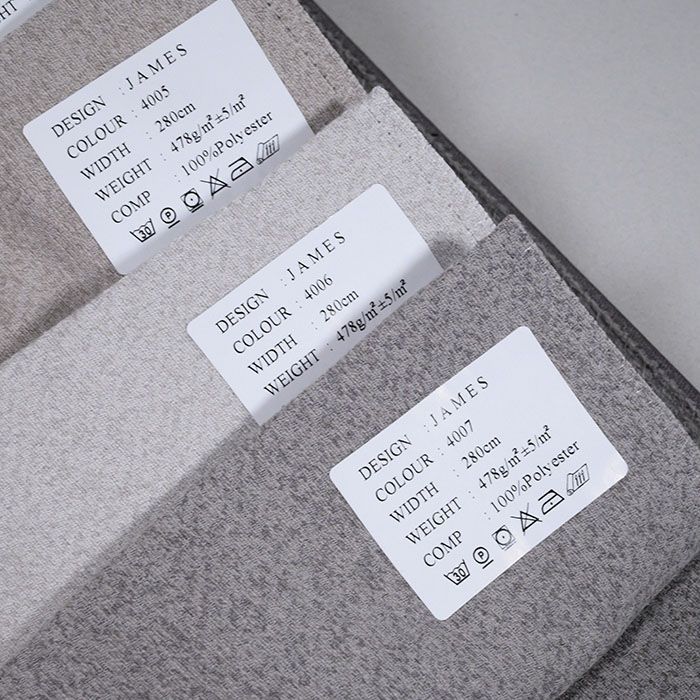 HT
DESIGN : JAMES
COLOUR : 4005
WIDTH : 280cm
WEIGHT : 478g/m²±5/m²
COMP : 100%Polyester
30 P
DESIGN : JAMES
COLOUR : 4006
WIDTH : 280cm
WEIGHT : 478g/m²±5/m²
DESIGN : JAMES
COLOUR : 4007
WIDTH : 280cm
WEIGHT : 478g/m²±5/m²
COMP : 100%Polyester
30 P